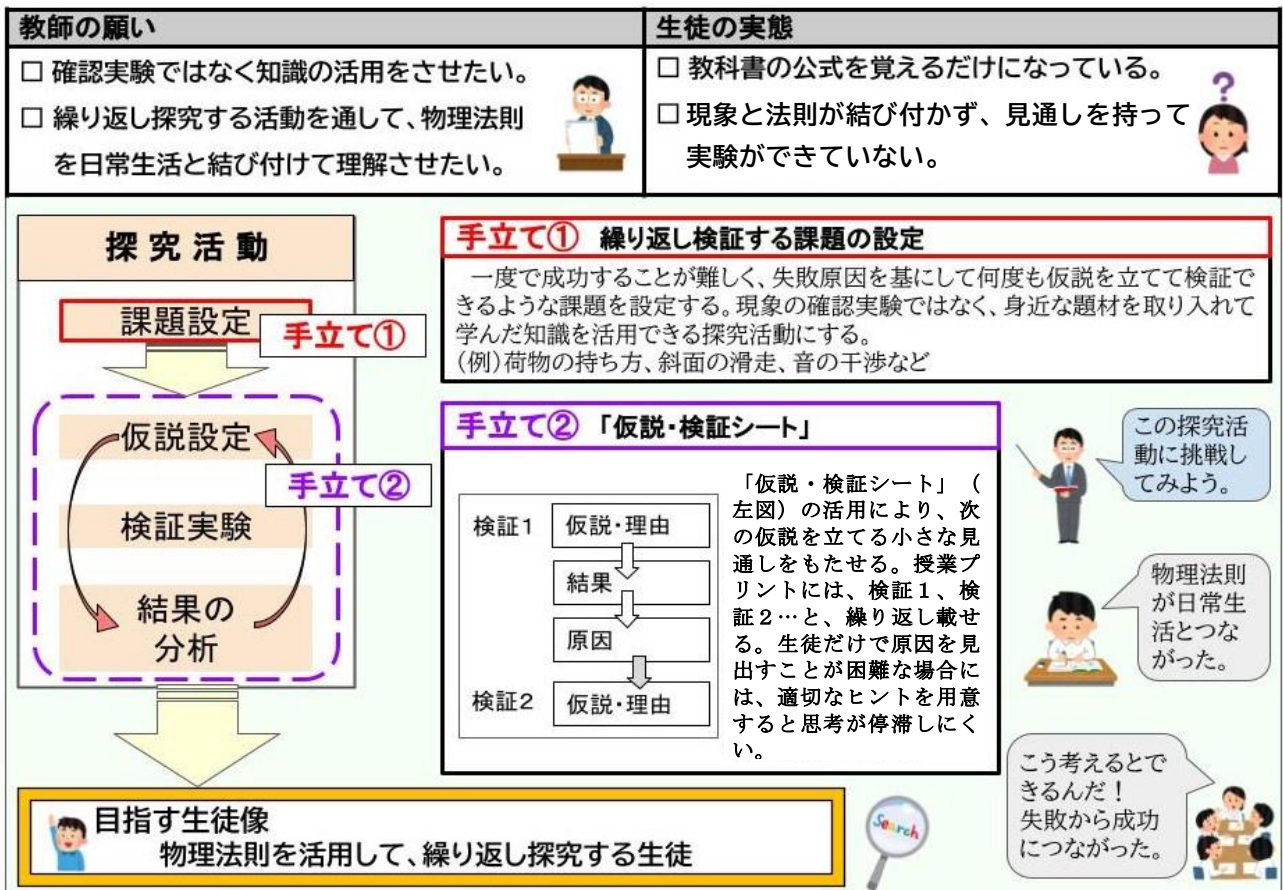 教師の願い
□ 確認実験ではなく知識の活用をさせたい。
□ 繰り返し探究する活動を通して、物理法則
を日常生活と結び付けて理解させたい。
生徒の実態
□ 教科書の公式を覚えるだけになっている。
□ 現象と法則が結び付かず、見通しを持って
実験ができていない。
?
探究活動
課題設定
手立て①
仮説設定
手立て②
検証実験
結果の
分析
手立て① 繰り返し検証する課題の設定
一度で成功することが難しく、失敗原因を基にして何度も仮説を立てて検証で
きるような課題を設定する。現象の確認実験ではなく、身近な題材を取り入れて
学んだ知識を活用できる探究活動にする。
(例)荷物の持ち方、斜面の滑走、音の干渉など
手立て② 「仮説・検証シート」
検証1 仮説・理由
結果
原因
検証2 仮説・理由
「仮説・検証シート」(
左図)の活用により、次
の仮説を立てる小さな見
通しをもたせる。授業プ
リントには、検証1、検
証2…と、繰り返し載せ
る。生徒だけで原因を見
出すことが困難な場合に
は、適切なヒントを用意
すると思考が停滞しにく
い。
この探究活
動に挑戦し
てみよう。
物理法則
が日常生
活とつな
がった。
こう考えるとで
きるんだ!
失敗から成功
につながった。
目指す生徒像
物理法則を活用して、繰り返し探究する生徒
Search